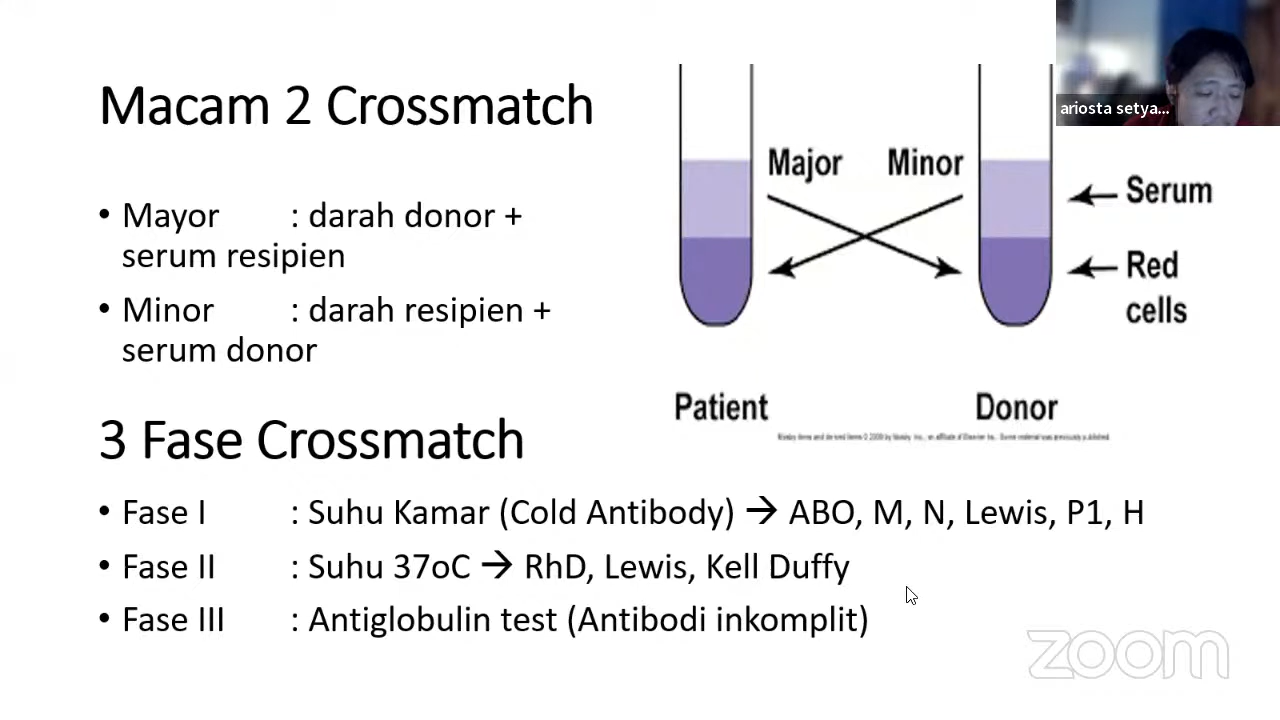 Macam 2 Crossmatch
• Mayor : darah donor +
serum resipien
• Minor : darah resipien +
serum donor
Major Minor
Serum
Red
cells
Patient Donor
3 Fase Crossmatch
• Fase I : Suhu Kamar (Cold Antibody) → ABO, M, N, Lewis, P1, H
• Fase II : Suhu 37oC → RhD, Lewis, Kell Duffy
• Fase III : Antiglobulin test (Antibodi inkomplit)
ariosta setya...
zoom